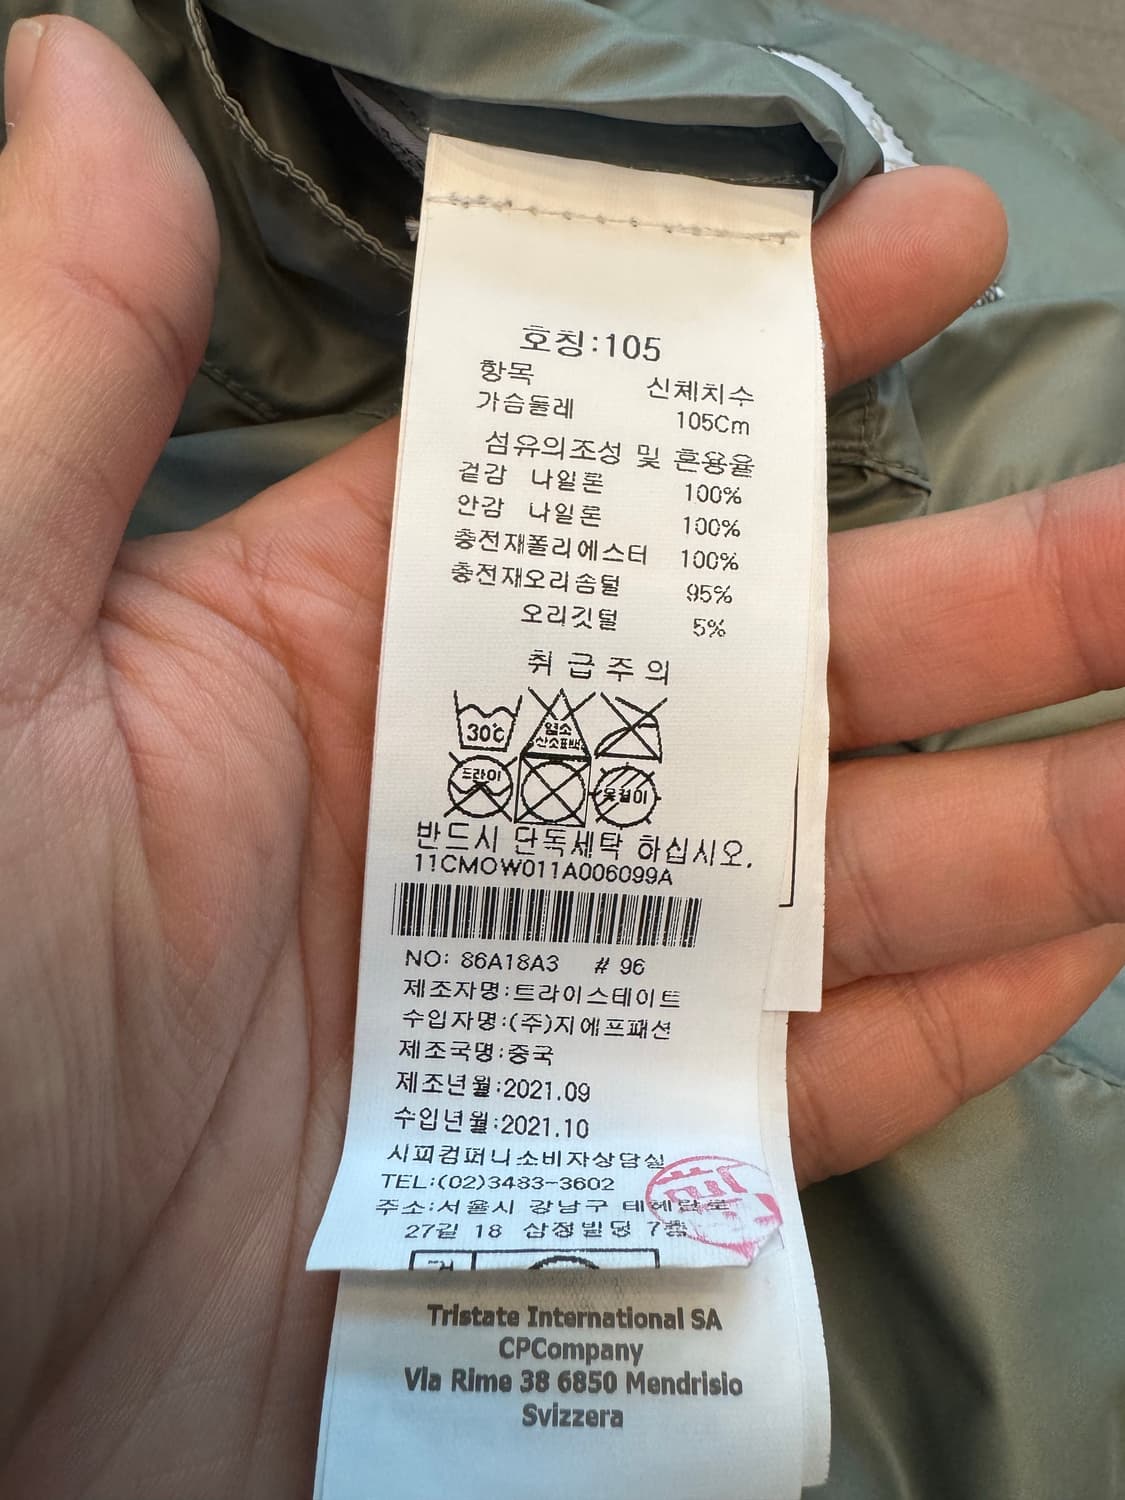 호칭:105
항목 신체치수
가슴둘레 105Cm
섬유의조성 및 혼용율
겉감 나일론 100%
안감 나일론 100%
충전재폴리에스터 100%
충전재오리솜털 95%
오리깃털 5%
취급주의
30℃ 염소 산소표백
드라이 옷걸이
반드시 단독세탁 하십시오.
11CMOW011A006099A
NO: 86A18A3 # 96
제조자명:트라이스테이트
수입자명:(주)지에프패션
제조국명:중국
제조년월:2021.09
수입년월:2021.10
시피컴퍼니소비자상담실
TEL:(02)3483-3602
주소:서울시 강남구 테헤란로
27길 18 삼정빌딩 7층
Tristate International SA
CPCompany
Via Rime 38 6850 Mendrisio
Svizzera